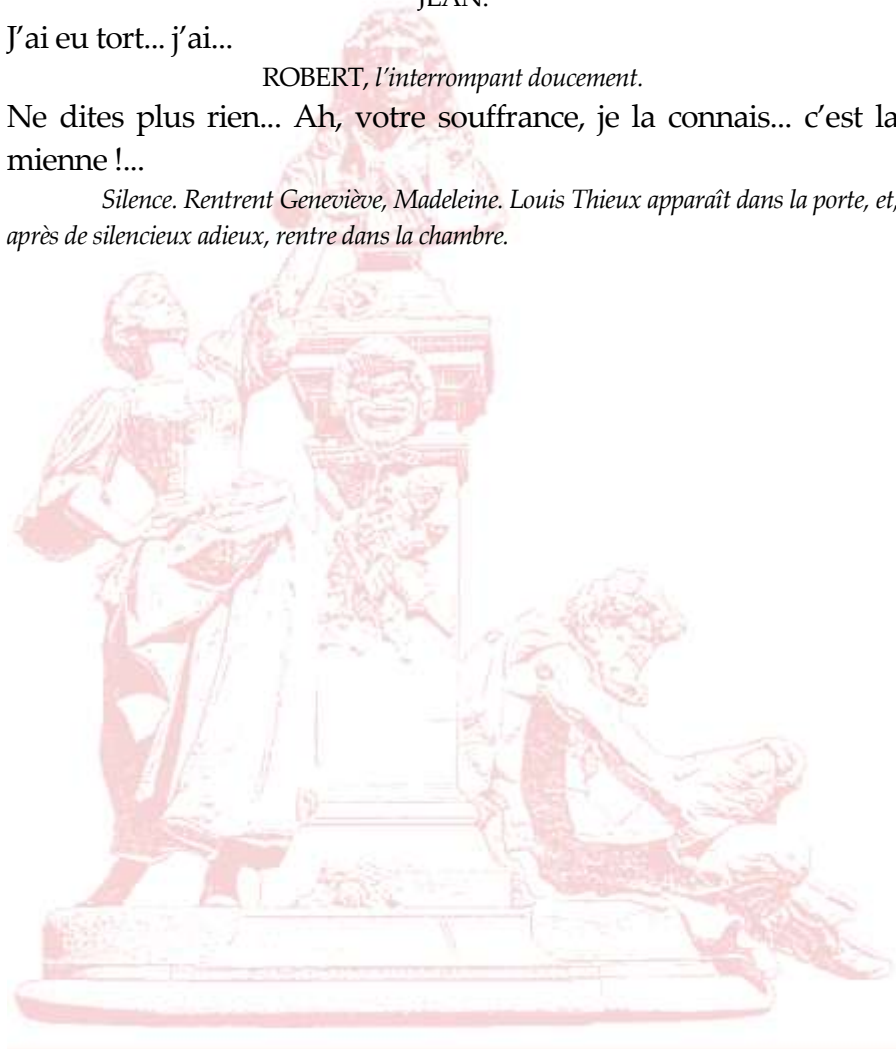 JEAN.
J’ai eu tort... j’ai...
ROBERT, l’interrompant doucement.
Ne dites plus rien... Ah, votre souffrance, je la connais... c’est la
mienne !...
Silence. Rentrent Geneviève, Madeleine. Louis Thieux apparaît dans la porte, et,
après de silencieux adieux, rentre dans la chambre.